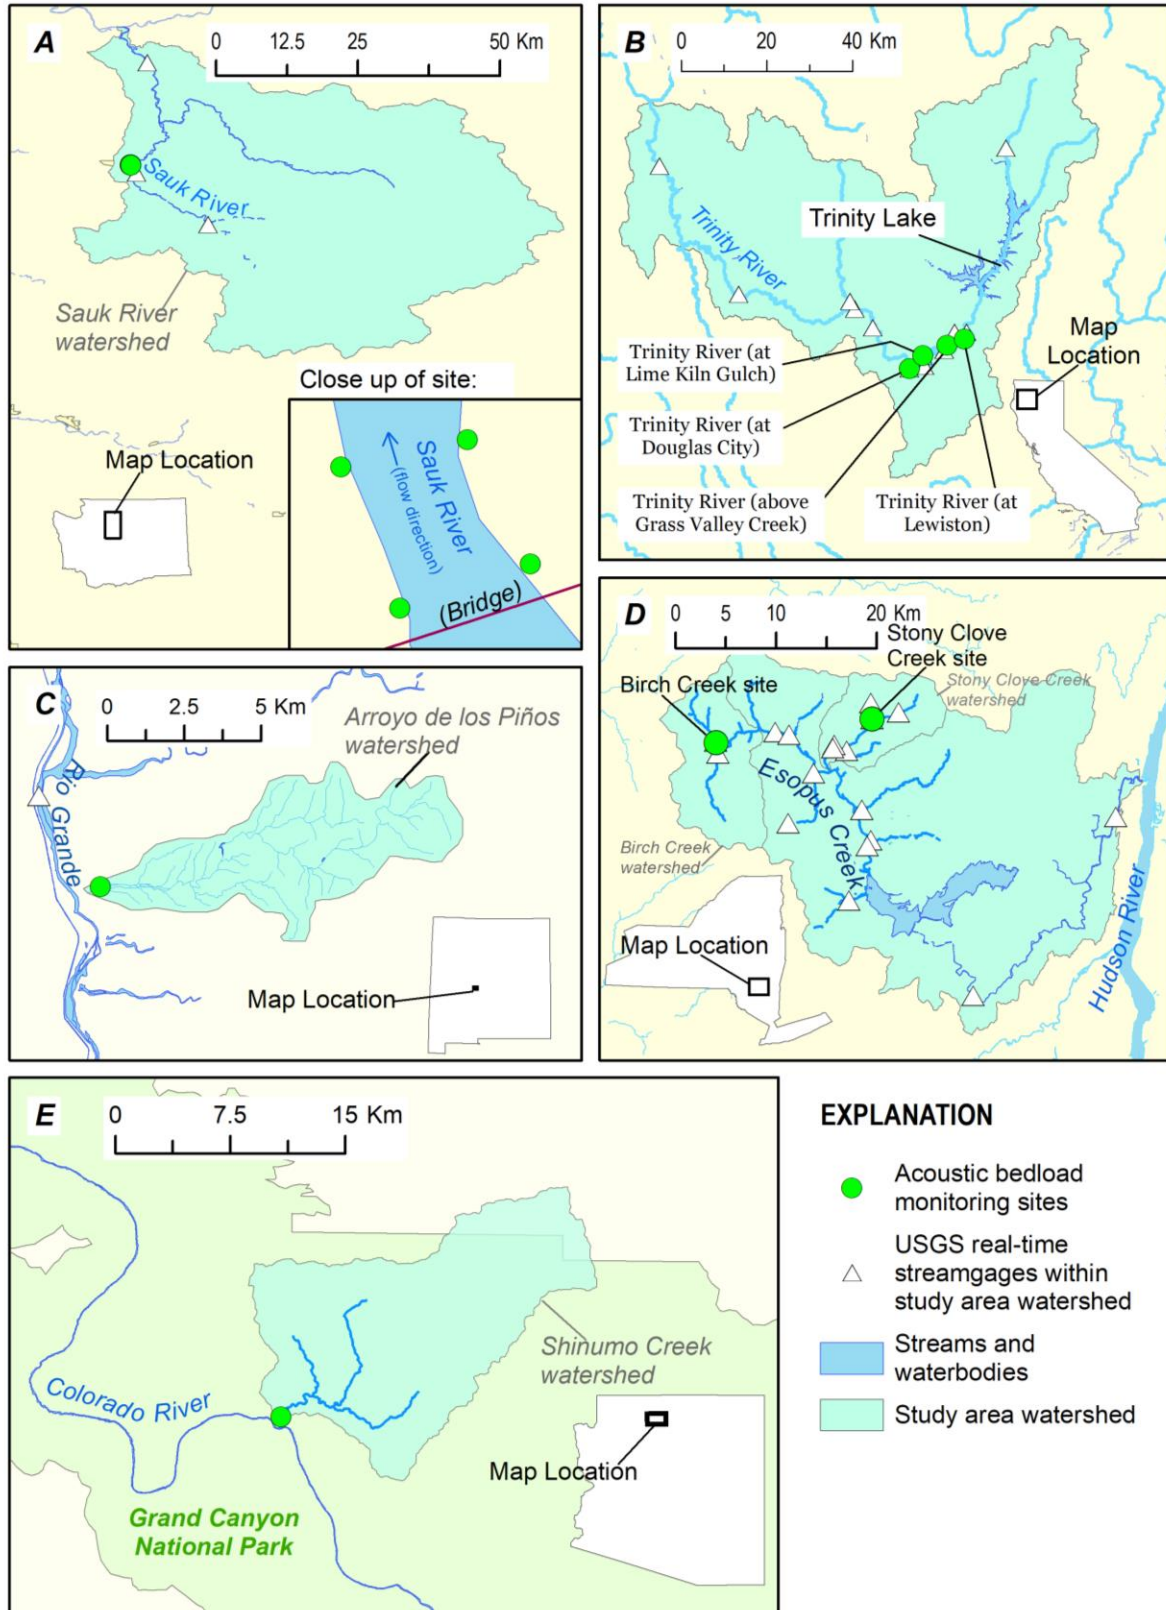 A
0 12.5 25 50 Km
Sauk River
Sauk River
watershed
Close up of site:
Map Location
Sauk River
(flow direction)
(Bridge)
B
0 20 40 Km
Trinity River
Trinity Lake
Map
Location
Trinity River (at
Lime Kiln Gulch)
Trinity River (at
Douglas City)
Trinity River (above
Grass Valley Creek)
Trinity River (at
Lewiston)
C
0 2.5 5 Km
Arroyo de los Piños
watershed
Rio Grande
Map Location
D
0 5 10 20 Km
Stony Clove
Creek site
Stony Clove Creek
watershed
Birch Creek site
Esopus Creek
Birch Creek
watershed
Map Location
Hudson River
E
0 7.5 15 Km
Shinumo Creek
watershed
Colorado River
Map Location
Grand Canyon
National Park
EXPLANATION
Acoustic bedload
monitoring sites
USGS real-time
streamgages within
study area watershed
Streams and
waterbodies
Study area watershed